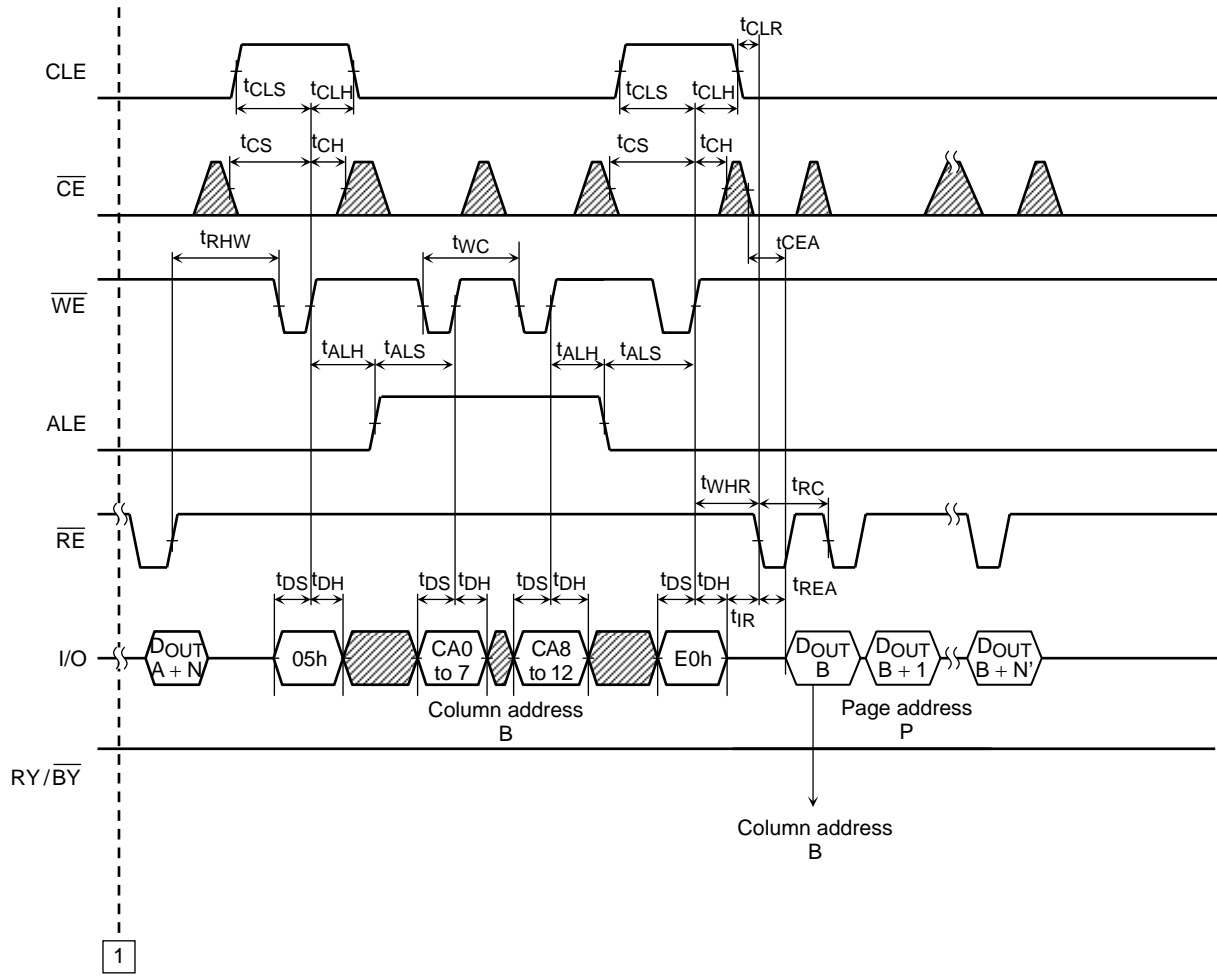 tCLR
CLE
tCLS tCLH tCLS tCLH
tCS tCH tCS tCH
CE
tRHW tWC tCEA
WE
tALH tALS tALH tALS
ALE
tWHR tRC
RE
tDS tDH tDS tDH tDS tDH tDS tDH tREA
tIR
I/O
DOUT
A + N
05h
CA0
to 7
CA8
to 12
E0h
DOUT
B
DOUT
B + 1
DOUT
B + N’
Column address
B
Page address
P
RY/BY
Column address
B
1